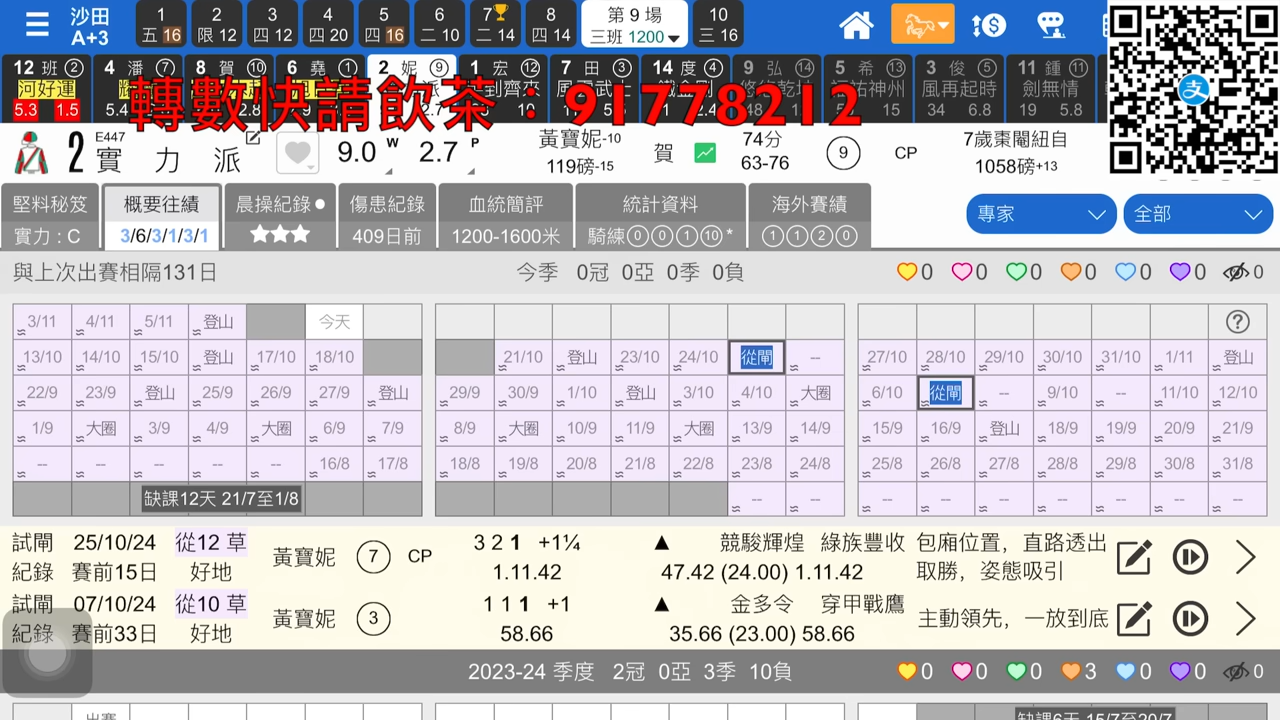 沙田
A+3
1
五 16
2
限 12
3
四 12
4
四 20
5
四 16
6
二 10
7
二 14
8
四 14
第 9 場
三班 1200
10
三 16
12 班 2
4 潘 7
8 賀 10
6 堯 1
2 妮 9
1 宏 12
7 田 3
14 度 4
9 弘 14
5 希 13
3 俊 5
11 鍾 11
河好運
風再起時
劍無情
5.3 1.5
34 6.8
19 5.8
轉數快請飲茶：91778212
2
E447
實力派
9.0 W 2.7 P
黃寶妮-10
119磅-15
賀
74分
63-76
9
CP
7歲棗閹紐自
1058磅+13
堅料秘笈
實力 : C
概要往績
3/6/3/1/3/1
晨操紀錄●
★★★
傷患紀錄
409日前
血統簡評
1200-1600米
統計資料
騎練 0 0 1 10 *
海外賽績
1 1 2 0
專家
全部
與上次出賽相隔131日
今季 0冠 0亞 0季 0負
0 0 0 0 0 0 0
3/11 4/11 5/11 登山 今天 ?
13/10 14/10 15/10 登山 17/10 18/10 21/10 登山 23/10 24/10 從閘 -- 27/10 28/10 29/10 30/10 31/10 1/11 登山
22/9 23/9 登山 25/9 26/9 27/9 登山 29/9 30/9 1/10 登山 3/10 4/10 大圈 6/10 從閘 -- 9/10 -- 11/10 12/10
1/9 大圈 3/9 4/9 大圈 6/9 7/9 8/9 大圈 10/9 11/9 大圈 13/9 14/9 15/9 16/9 登山 18/9 19/9 20/9 21/9
-- -- -- -- -- 16/8 17/8 18/8 19/8 20/8 21/8 22/8 23/8 24/8 25/8 26/8 27/8 28/8 29/8 30/8 31/8
缺課12天 21/7至1/8 -- -- -- -- -- -- -- -- --
試閘 25/10/24 從12 草 黃寶妮 7 CP 3 2 1 +1¼ ▲ 競駿輝煌 綠族豐收 包廂位置，直路透出
紀錄 賽前15日 好地 1.11.42 47.42 (24.00) 1.11.42 取勝，姿態吸引
試閘 07/10/24 從10 草 黃寶妮 3 1 1 1 +1 ▲ 金多令 穿甲戰鷹 主動領先，一放到底
紀錄 賽前33日 好地 58.66 35.66 (23.00) 58.66
2023-24 季度 2冠 0亞 3季 10負
0 0 0 3 0 0 0
出賽
缺課6天 15/7至20/7